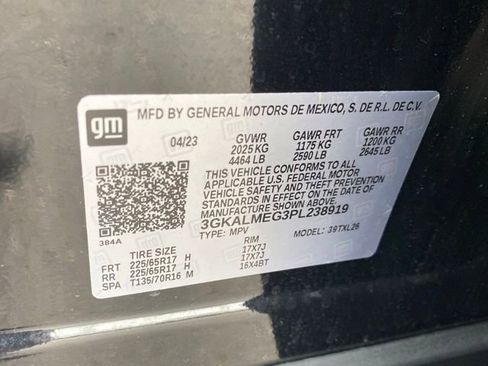 gm
MFD BY GENERAL MOTORS DE MEXICO, S. DE R.L. DE C.V.
04/23 GVWR GAWR FRT GAWR RR
2025 KG 1175 KG 1200 KG
4464 LB 2590 LB 2645 LB
THIS VEHICLE CONFORMS TO ALL
APPLICABLE U.S. FEDERAL MOTOR
VEHICLE SAFETY AND THEFT PREVENTION
STANDARDS IN EFFECT ON THE DATE OF
MANUFACTURE SHOWN ABOVE.
3GKALMEG3PL238919
384A TYPE: MPV MODEL: 39TXL26
TIRE SIZE RIM
FRT 225/65R17 H 17X7J
RR 225/65R17 H 17X7J
SPA T135/70R16 M 16X4BT